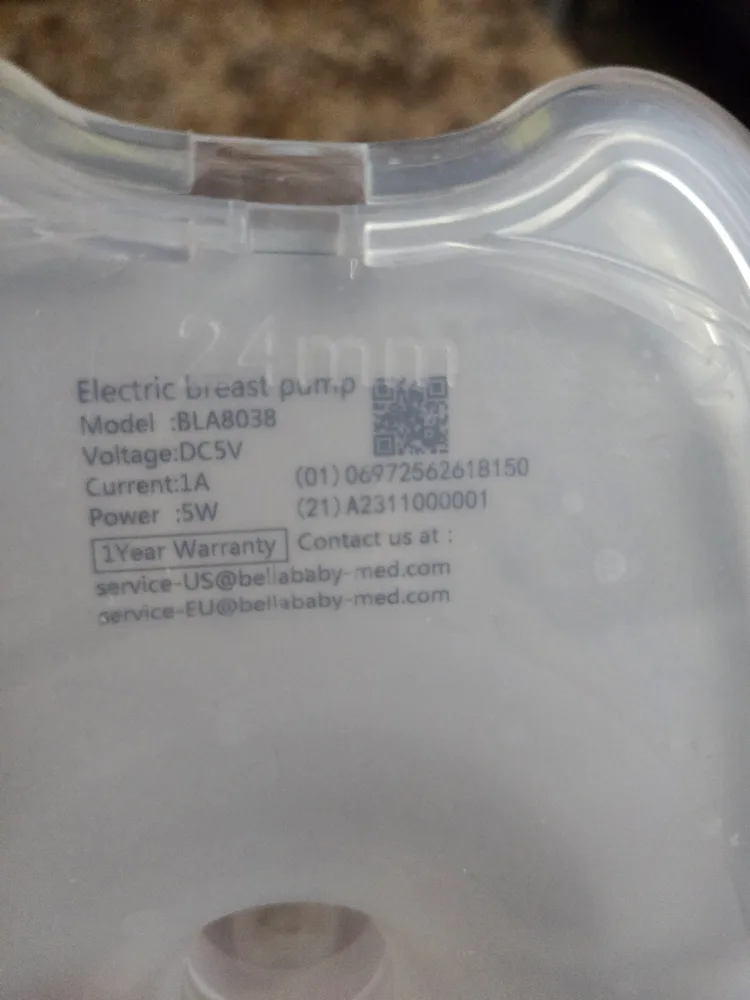 24mm
Electric breast pump
Model :BLA8038
Voltage:DC5V
Current:1A
Power :5W
(01)06972562618150
(21)A2311000001
1Year Warranty
Contact us at :
service-US@bellababy-med.com
service-EU@bellababy-med.com